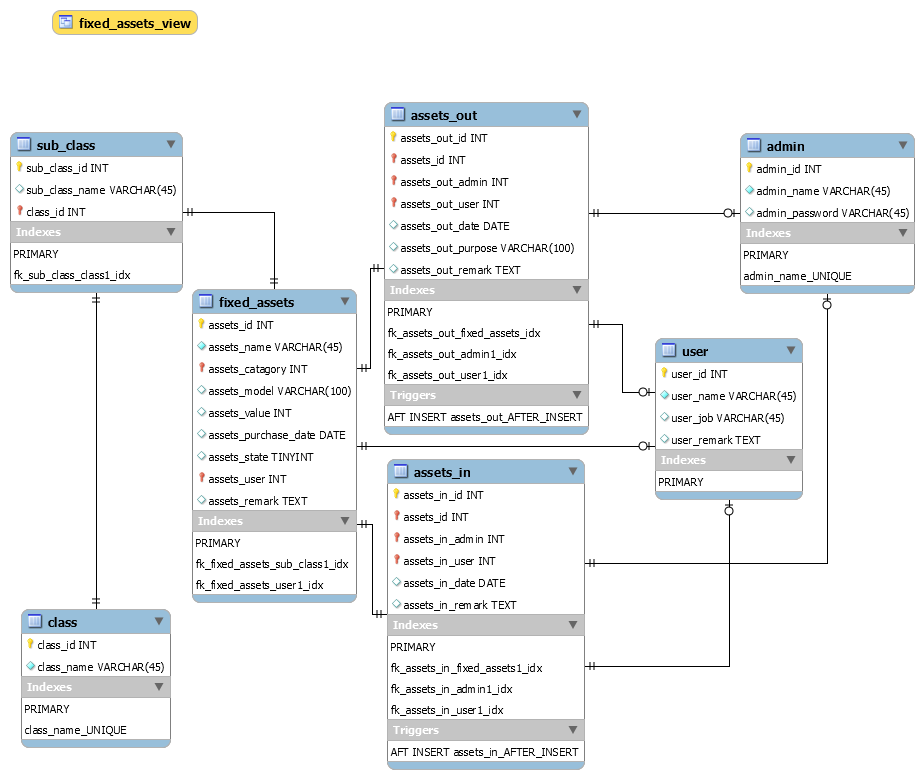 fixed_assets_view
sub_class
sub_class_id INT
sub_class_name VARCHAR(45)
class_id INT
Indexes
PRIMARY
fk_sub_class_class1_idx
fixed_assets
assets_id INT
assets_name VARCHAR(45)
assets_catagory INT
assets_model VARCHAR(100)
assets_value INT
assets_purchase_date DATE
assets_state TINYINT
assets_user INT
assets_remark TEXT
Indexes
PRIMARY
fk_fixed_assets_sub_class1_idx
fk_fixed_assets_user1_idx
class
class_id INT
class_name VARCHAR(45)
Indexes
PRIMARY
class_name_UNIQUE
assets_out
assets_out_id INT
assets_id INT
assets_out_admin INT
assets_out_user INT
assets_out_date DATE
assets_out_purpose VARCHAR(100)
assets_out_remark TEXT
Indexes
PRIMARY
fk_assets_out_fixed_assets_idx
fk_assets_out_admin1_idx
fk_assets_out_user1_idx
Triggers
AFT INSERT assets_out_AFTER_INSERT
assets_in
assets_in_id INT
assets_id INT
assets_in_admin INT
assets_in_user INT
assets_in_date DATE
assets_in_remark TEXT
Indexes
PRIMARY
fk_assets_in_fixed_assets1_idx
fk_assets_in_admin1_idx
fk_assets_in_user1_idx
Triggers
AFT INSERT assets_in_AFTER_INSERT
admin
admin_id INT
admin_name VARCHAR(45)
admin_password VARCHAR(45)
Indexes
PRIMARY
admin_name_UNIQUE
user
user_id INT
user_name VARCHAR(45)
user_job VARCHAR(45)
user_remark TEXT
Indexes
PRIMARY